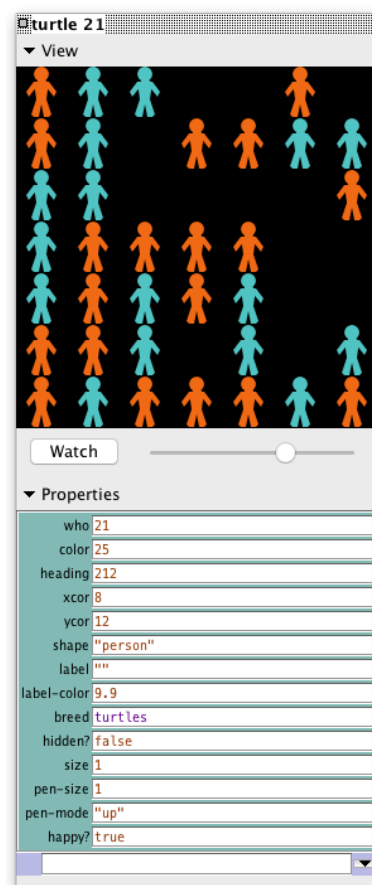 turtle 21
View
Watch
Properties
who 21
color 25
heading 212
xcor 8
ycor 12
shape "person"
label ""
label-color 9.9
breed turtles
hidden? false
size 1
pen-size 1
pen-mode "up"
happy? true